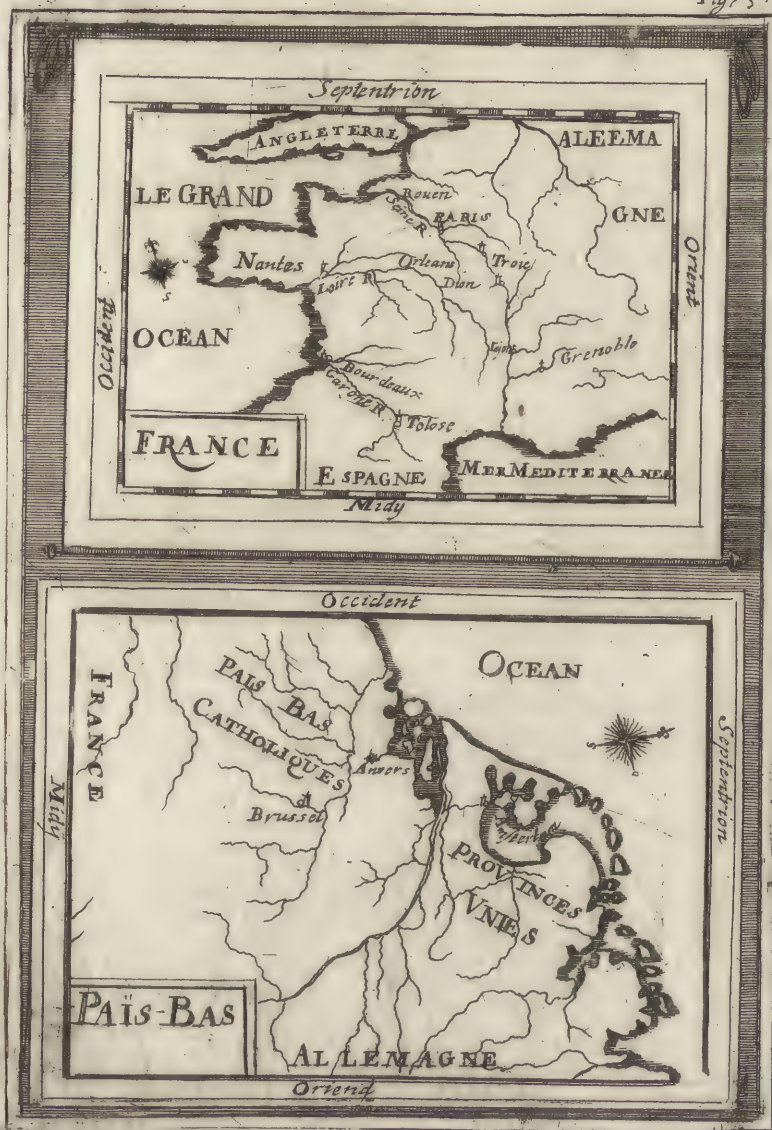 Septentrion
ANGLETERRE
ALEEMA
LE GRAND
Rouen
Seine R
PARIS
GNE
Nantes
Orleans
Troie
Loire R
Dion
Orient
Occident
OCEAN
Lion
Grenoble
Bourdeaux
Garone R
Tolose
FRANCE
ESPAGNE
MER MEDITERRANEE
Midy
Occident
OCEAN
FRANCE
PAIS BAS
CATHOLIQUES
Anvers
Brussel
Midy
Septentrion
PROVINCES
VNIES
PAÏS-BAS
ALLEMAGNE
Oriend